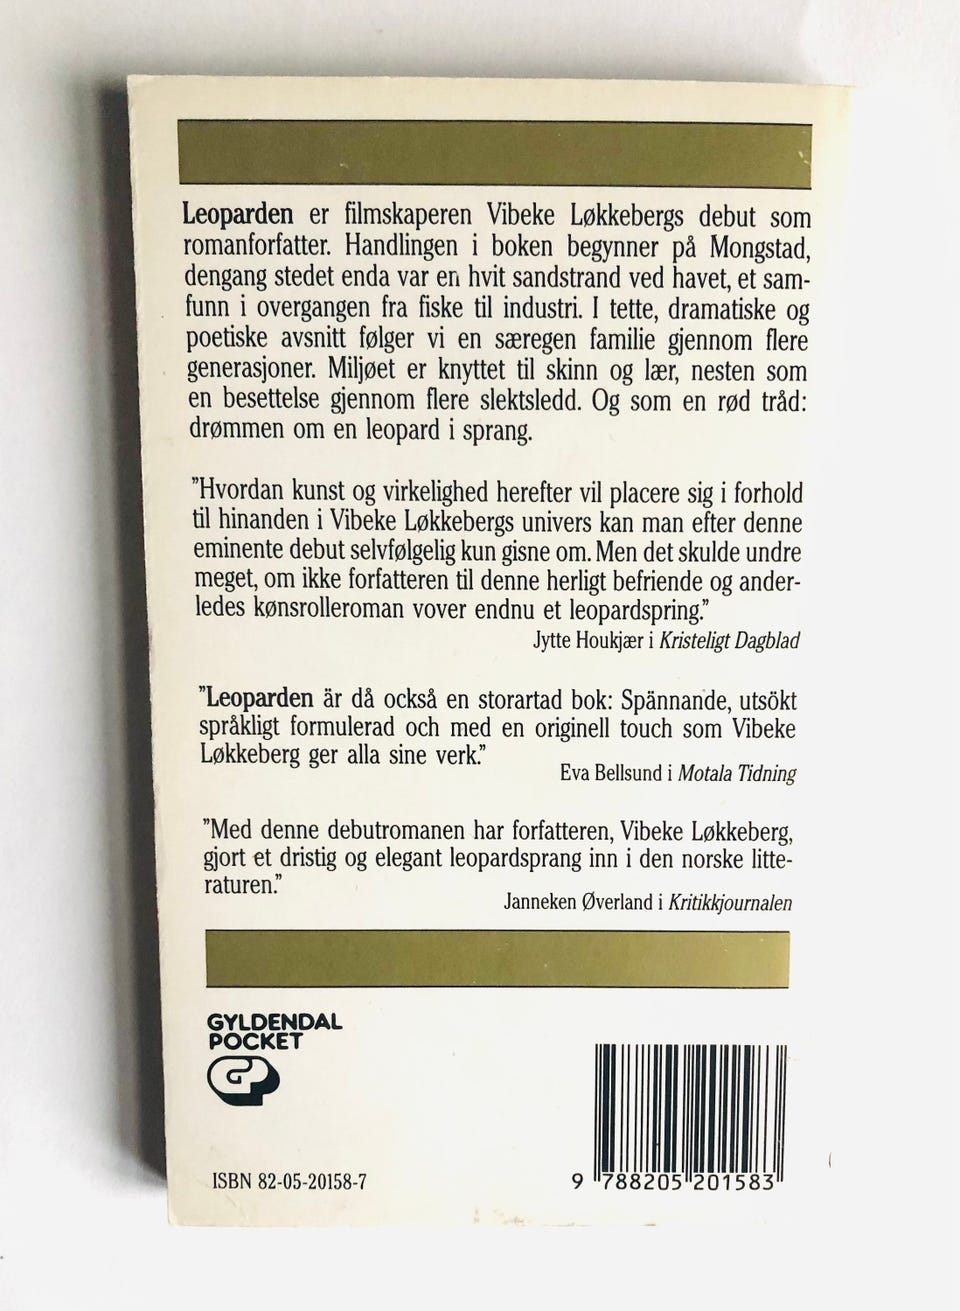 Leoparden er filmskaperen Vibeke Løkkebergs debut som
romanforfatter. Handlingen i boken begynner på Mongstad,
dengang stedet enda var en hvit sandstrand ved havet, et sam-
funn i overgangen fra fiske til industri. I tette, dramatiske og
poetiske avsnitt følger vi en særegen familie gjennom flere
generasjoner. Miljøet er knyttet til skinn og lær, nesten som
en besettelse gjennom flere slektsledd. Og som en rød tråd:
drømmen om en leopard i sprang.
”Hvordan kunst og virkelighed herefter vil placere sig i forhold
til hinanden i Vibeke Løkkebergs univers kan man efter denne
eminente debut selvfølgelig kun gisne om. Men det skulde undre
meget, om ikke forfatteren til denne herligt befriende og ander-
ledes kønsrolleroman vover endnu et leopardspring.”
Jytte Houkjær i Kristeligt Dagblad
”Leoparden är då också en storartad bok: Spännande, utsökt
språkligt formulerad och med en originell touch som Vibeke
Løkkeberg ger alla sine verk.”
Eva Bellsund i Motala Tidning
”Med denne debutromanen har forfatteren, Vibeke Løkkeberg,
gjort et dristig og elegant leopardsprang inn i den norske litte-
raturen.”
Janneken Øverland i Kritikkjournalen
GYLDENDAL
POCKET
GP
ISBN 82-05-20158-7
9 788205 201583